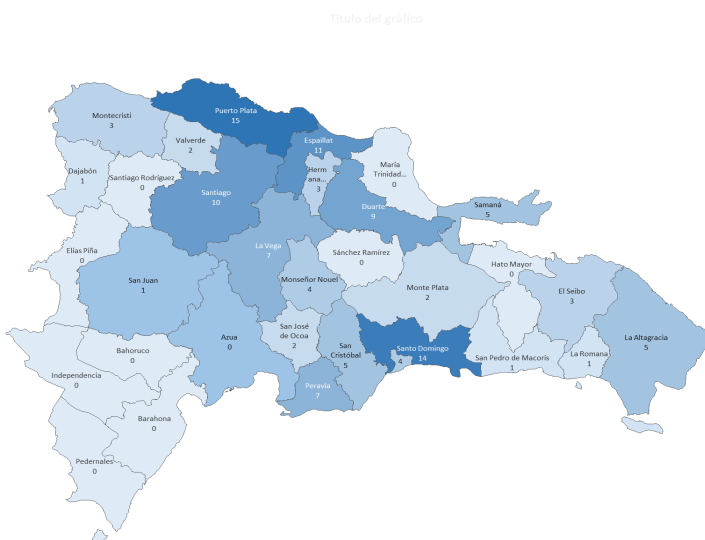 Título del gráfico
Puerto Plata
15
Montecristi
3
Espaillat
11
Valverde
2
Herm
ana...
3
María
Trinidad...
0
Dajabón
1
Santiago Rodríguez
0
Santiago
10
Duarte
9
Samaná
5
Elías Piña
0
La Vega
7
Sánchez Ramírez
0
Hato Mayor
0
San Juan
1
Monseñor Nouel
4
Monte Plata
2
El Seibo
3
Azua
0
San José
de Ocoa
2
San
Cristóbal
5
Santo Domingo
14
4
San Pedro de Macorís
1
La Romana
1
La Altagracia
5
Bahoruco
0
Independencia
0
Peravia
7
Barahona
0
Pedernales
0